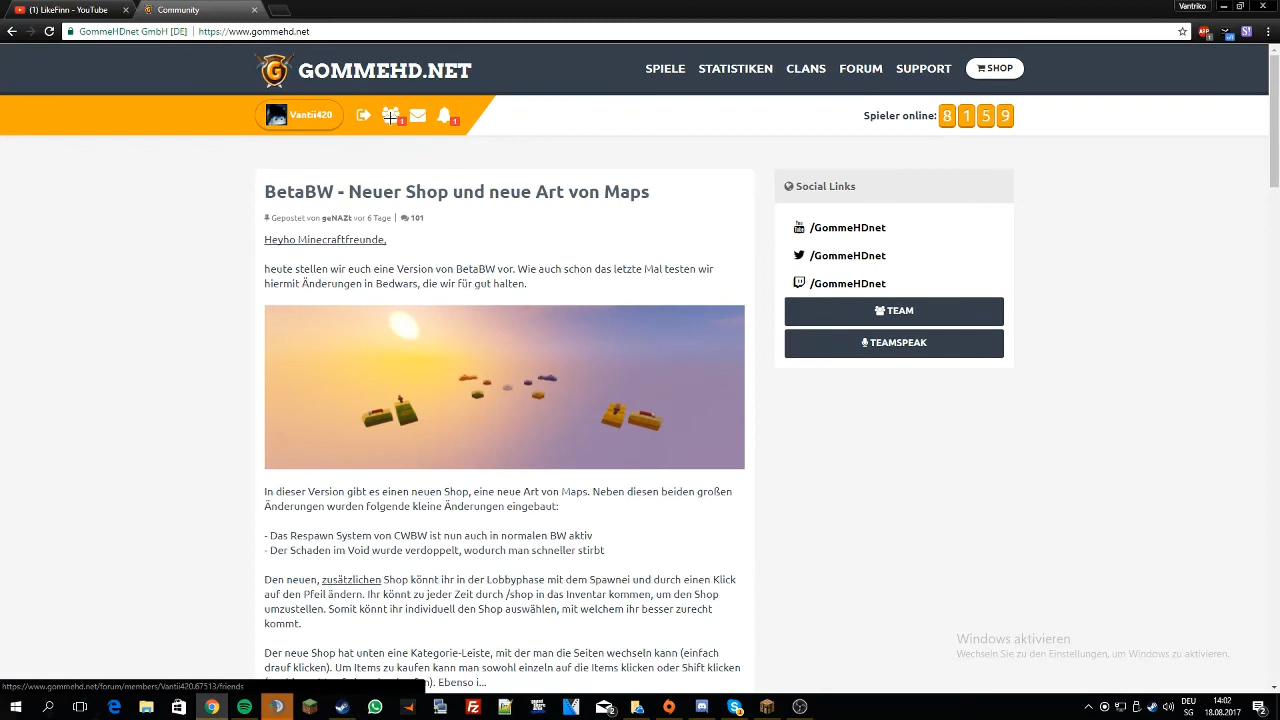 (1) LikeFinn - YouTube
Community
Vantriko
GommeHDnet GmbH [DE]
https://www.gommehd.net
GOMMEHD.NET
SPIELE
STATISTIKEN
CLANS
FORUM
SUPPORT
SHOP
Vantii420
1
1
Spieler online: 8 1 5 9
BetaBW - Neuer Shop und neue Art von Maps
Gepostet von geNAZt vor 6 Tage | 101
Heyho Minecraftfreunde,
heute stellen wir euch eine Version von BetaBW vor. Wie auch schon das letzte Mal testen wir
hiermit Änderungen in Bedwars, die wir für gut halten.
In dieser Version gibt es einen neuen Shop, eine neue Art von Maps. Neben diesen beiden großen
Änderungen wurden folgende kleine Änderungen eingebaut:
- Das Respawn System von CWBW ist nun auch in normalen BW aktiv
- Der Schaden im Void wurde verdoppelt, wodurch man schneller stirbt
Den neuen, zusätzlichen Shop könnt ihr in der Lobbyphase mit dem Spawnei und durch einen Klick
auf den Pfeil ändern. Ihr könnt zu jeder Zeit durch /shop in das Inventar kommen, um den Shop
umzustellen. Somit könnt ihr individuell den Shop auswählen, mit welchem ihr besser zurecht
kommt.
Der neue Shop hat unten eine Kategorie-Leiste, mit der man die Seiten wechseln kann (einfach
drauf klicken). Um Items zu kaufen kann man sowohl einzeln auf die Items klicken oder Shift klicken
Ebenso i...
Social Links
/GommeHDnet
/GommeHDnet
/GommeHDnet
TEAM
TEAMSPEAK
Windows aktivieren
Wechseln Sie zu den Einstellungen, um Windows zu aktivieren.
https://www.gommehd.net/forum/members/Vantii420.67513/friends
DEU
SG
14:02
18.08.2017